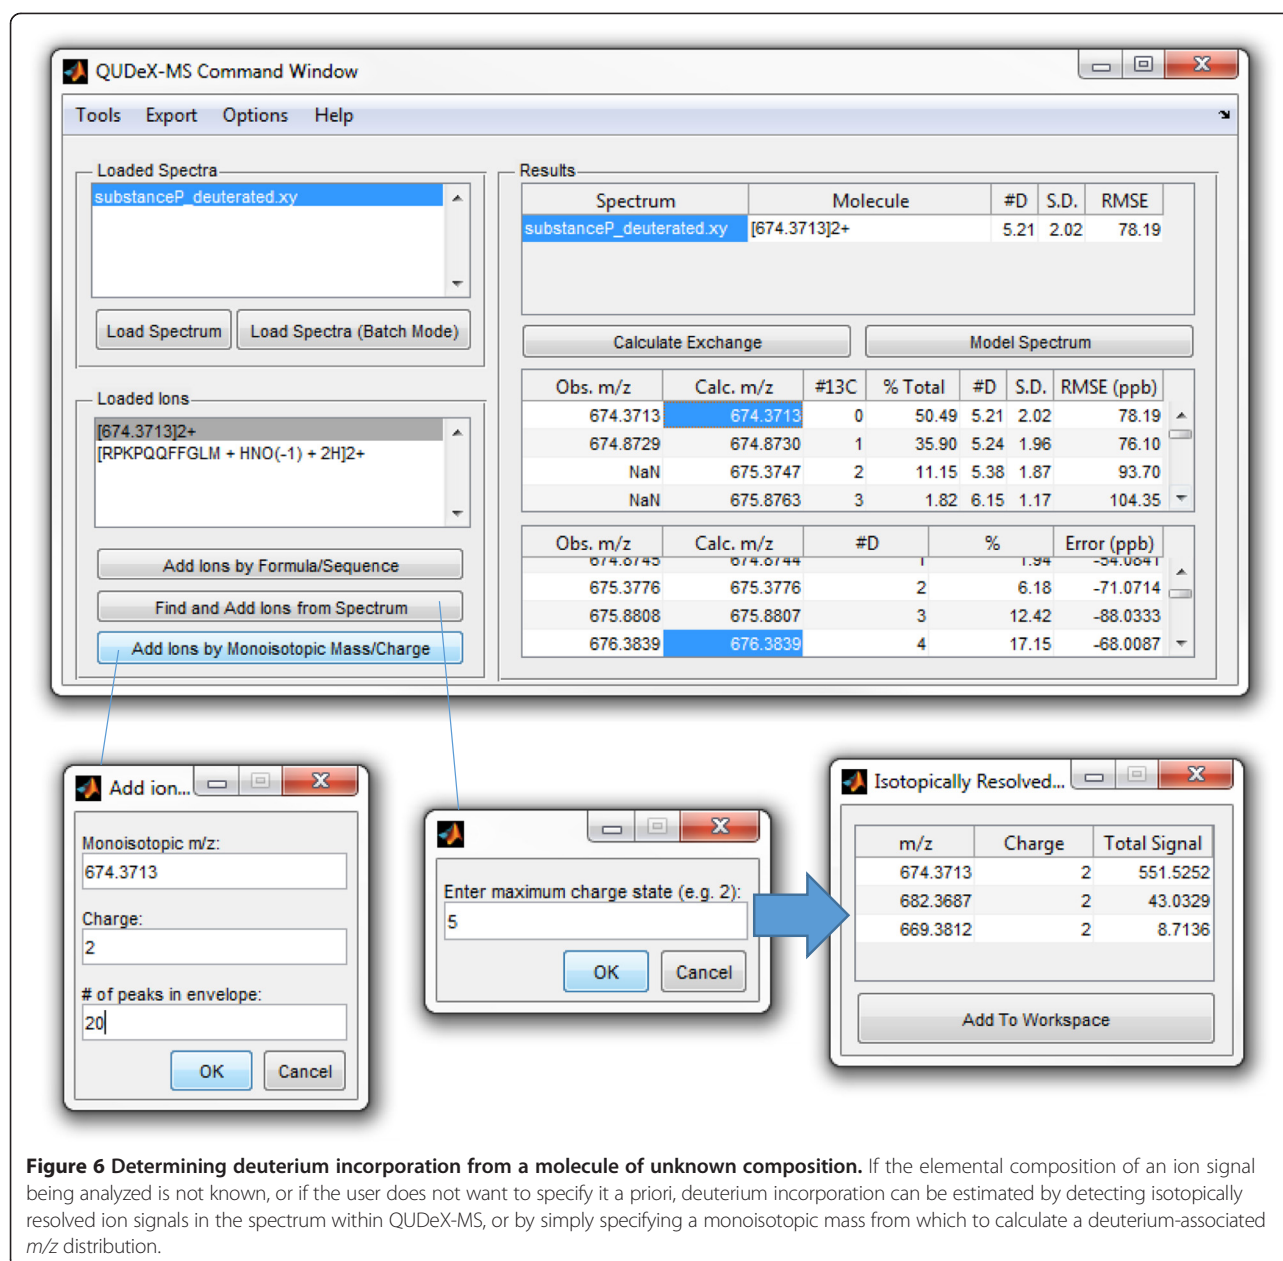 QUDeX-MS Command Window
Tools Export Options Help
Loaded Spectra
substanceP_deuterated.xy
Load Spectrum Load Spectra (Batch Mode)
Loaded Ions
[674.3713]2+
[RPKPQQFFGLM + HNO(-1) + 2H]2+
Add Ions by Formula/Sequence
Find and Add Ions from Spectrum
Add Ions by Monoisotopic Mass/Charge
Results
Spectrum Molecule #D S.D. RMSE
substanceP_deuterated.xy [674.3713]2+ 5.21 2.02 78.19
Calculate Exchange Model Spectrum
Obs. m/z Calc. m/z #13C % Total #D S.D. RMSE (ppb)
674.3713 674.3713 0 50.49 5.21 2.02 78.19
674.8729 674.8730 1 35.90 5.24 1.96 76.10
NaN 675.3747 2 11.15 5.38 1.87 93.70
NaN 675.8763 3 1.82 6.15 1.17 104.35
Obs. m/z Calc. m/z #D % Error (ppb)
674.8745 674.8744 1 1.94 -54.0841
675.3776 675.3776 2 6.18 -71.0714
675.8808 675.8807 3 12.42 -88.0333
676.3839 676.3839 4 17.15 -68.0087
Add ion...
Monoisotopic m/z:
674.3713
Charge:
2
# of peaks in envelope:
20
OK Cancel
Enter maximum charge state (e.g. 2):
5
OK Cancel
Isotopically Resolved...
m/z Charge Total Signal
674.3713 2 551.5252
682.3687 2 43.0329
669.3812 2 8.7136
Add To Workspace
Figure 6 Determining deuterium incorporation from a molecule of unknown composition. If the elemental composition of an ion signal
being analyzed is not known, or if the user does not want to specify it a priori, deuterium incorporation can be estimated by detecting isotopically
resolved ion signals in the spectrum within QUDeX-MS, or by simply specifying a monoisotopic mass from which to calculate a deuterium-associated
m/z distribution.